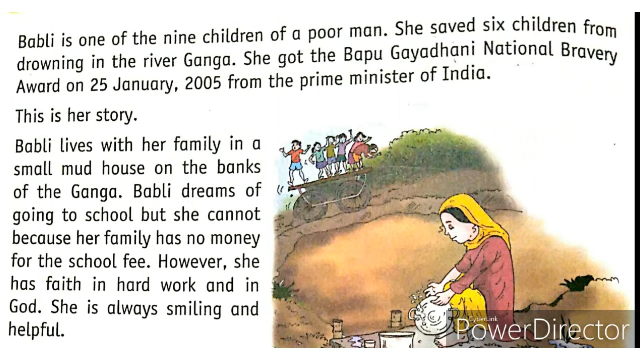 Babli is one of the nine children of a poor man. She saved six children from
drowning in the river Ganga. She got the Bapu Gayadhani National Bravery
Award on 25 January, 2005 from the prime minister of India.
This is her story.
Babli lives with her family in a
small mud house on the banks
of the Ganga. Babli dreams of
going to school but she cannot
because her family has no money
for the school fee. However, she
has faith in hard work and in
God. She is always smiling and
helpful.
CyberLink
PowerDirector